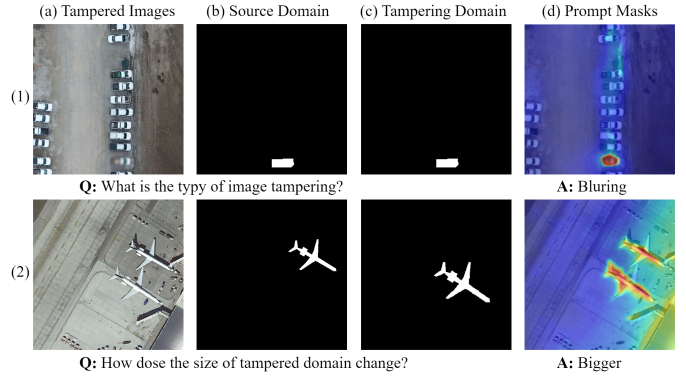 (a) Tampered Images (b) Source Domain (c) Tampering Domain (d) Prompt Masks
(1)
Q: What is the typy of image tampering? A: Bluring
(2)
Q: How dose the size of tampered domain change? A: Bigger